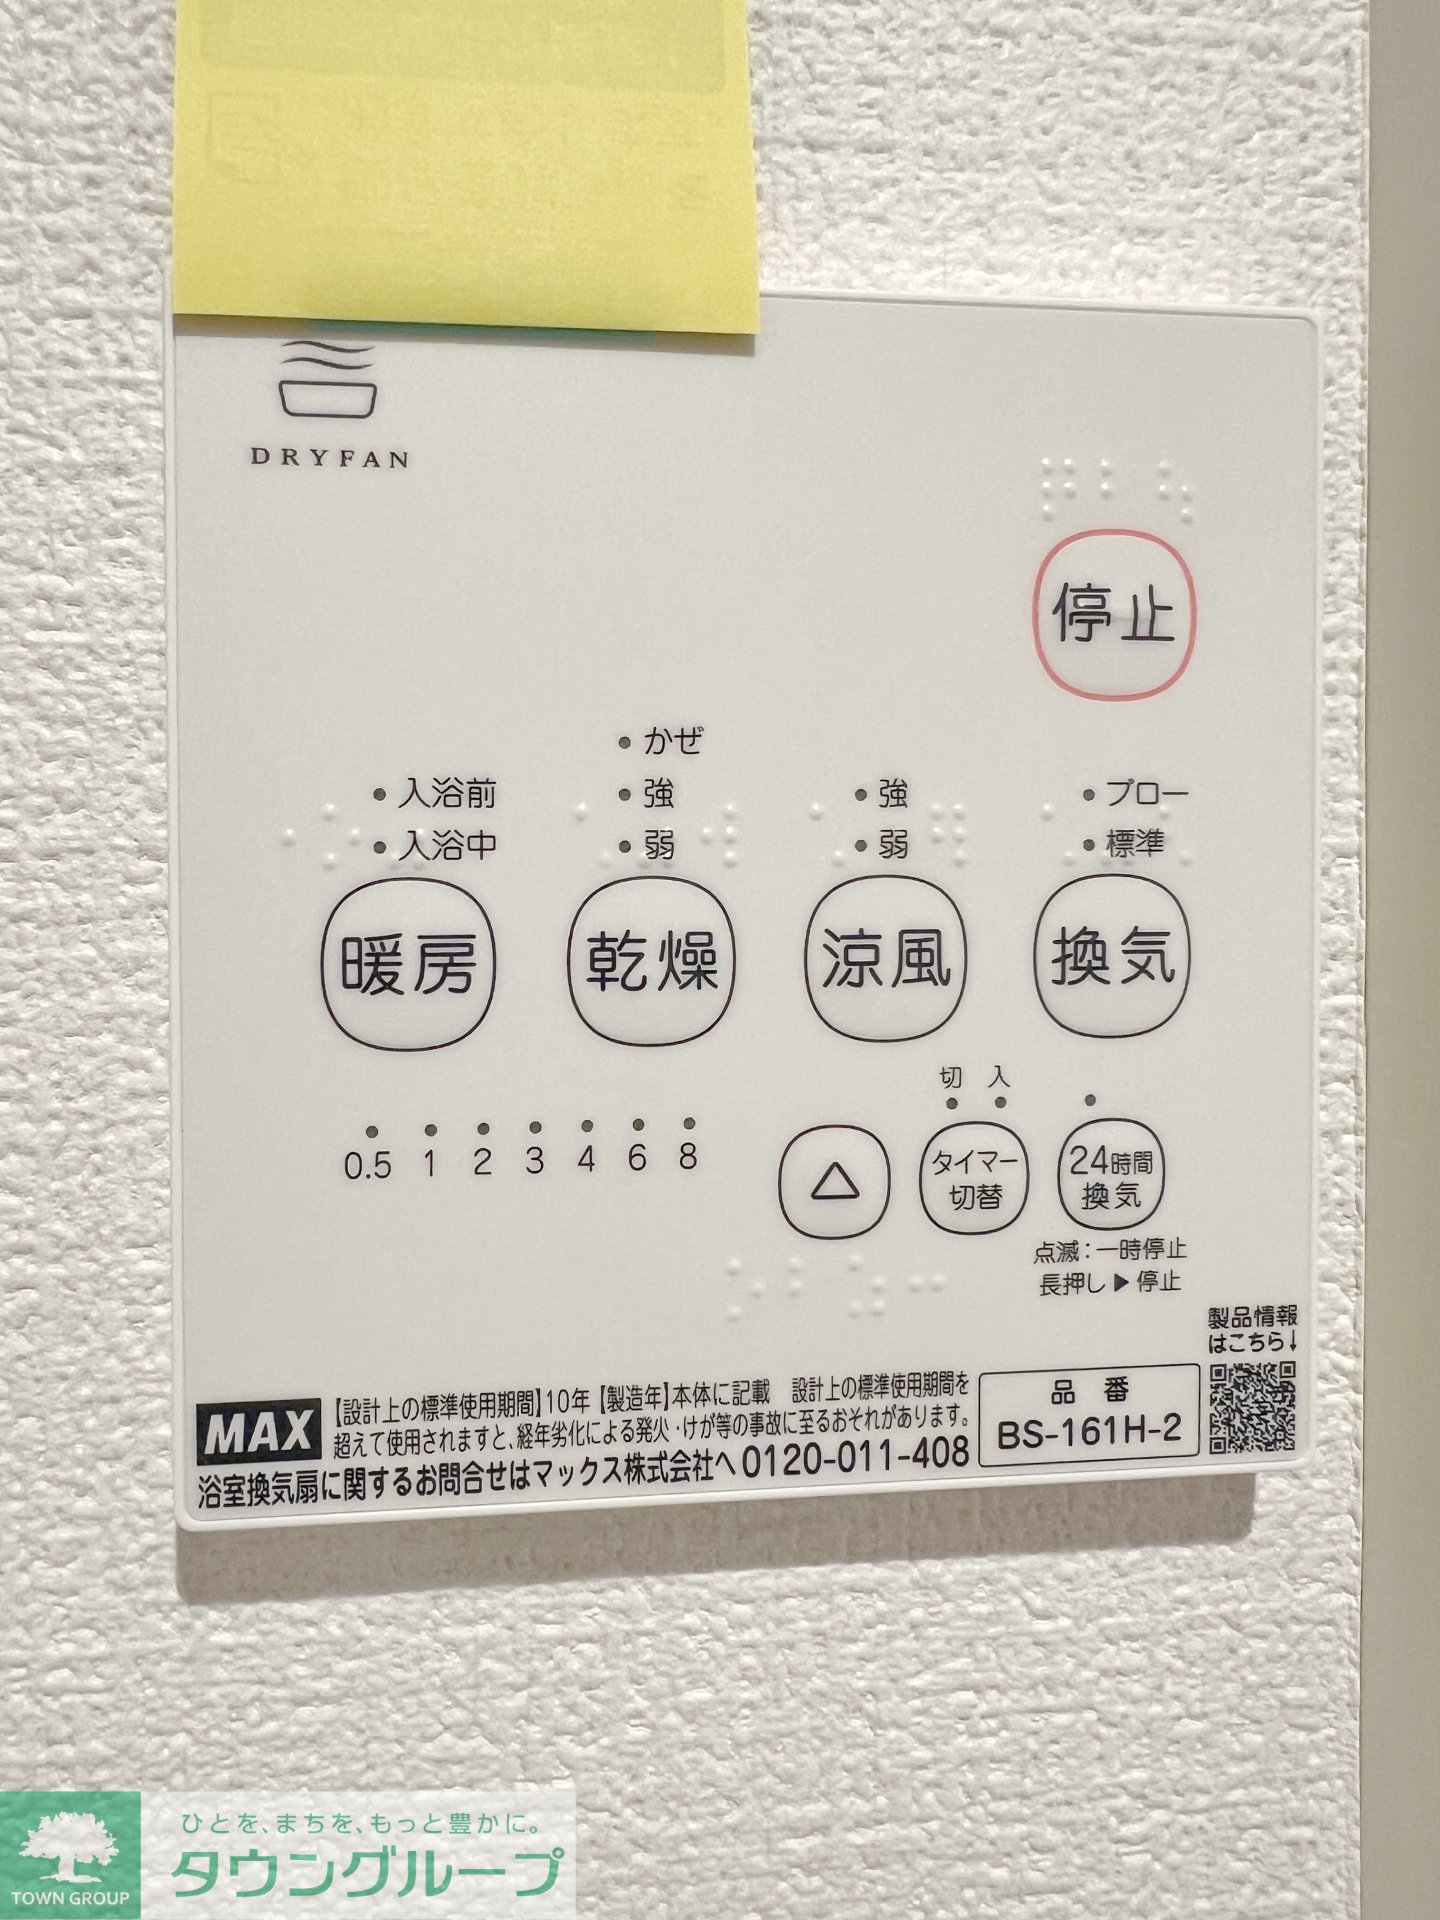 DRYFAN
停止
かぜ
入浴前 強 強 ブロー
入浴中 弱 弱 標準
暖房 乾燥 涼風 換気
切 入
0.5 1 2 3 4 6 8
△ タイマー切替 24時間換気
点滅:一時停止
長押し▶停止
製品情報
はこちら↓
MAX
【設計上の標準使用期間】10年【製造年】本体に記載 設計上の標準使用期間を
超えて使用されますと、経年劣化による発火・けが等の事故に至るおそれがあります。
浴室換気扇に関するお問合せはマックス株式会社へ0120-011-408
品番
BS-161H-2
ひとを、まちを、もっと豊かに。
タウングループ
TOWN GROUP